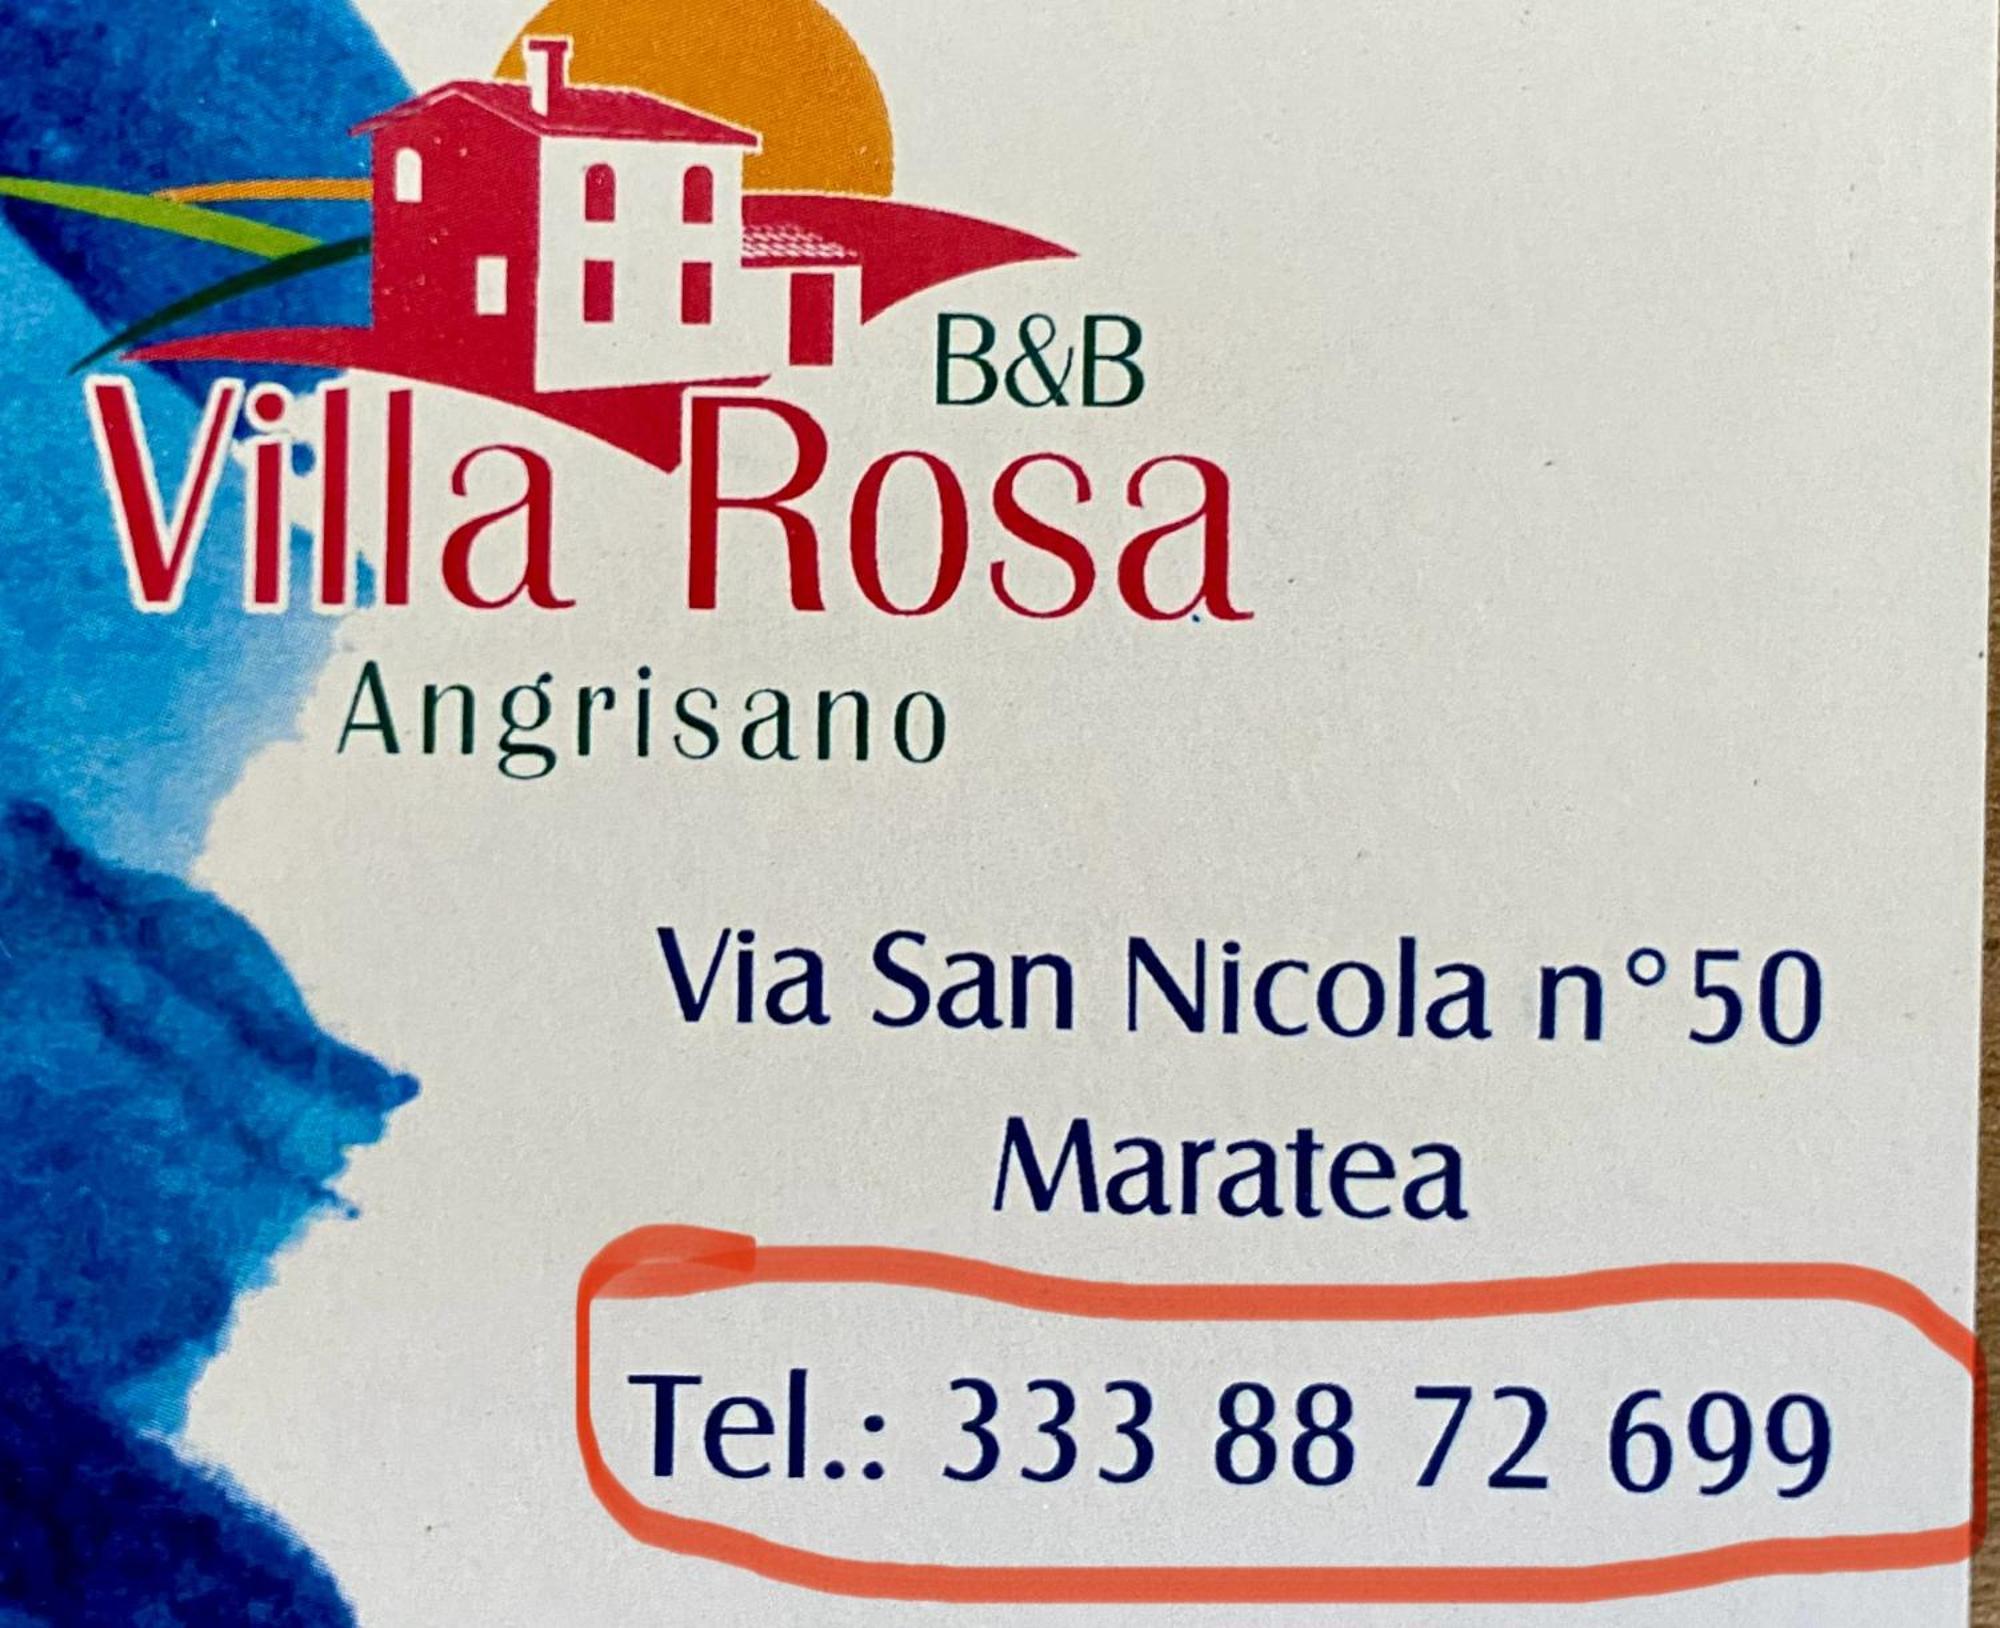 B&B
Villa Rosa
Angrisano
Via San Nicola n°50
Maratea
Tel.: 333 88 72 699